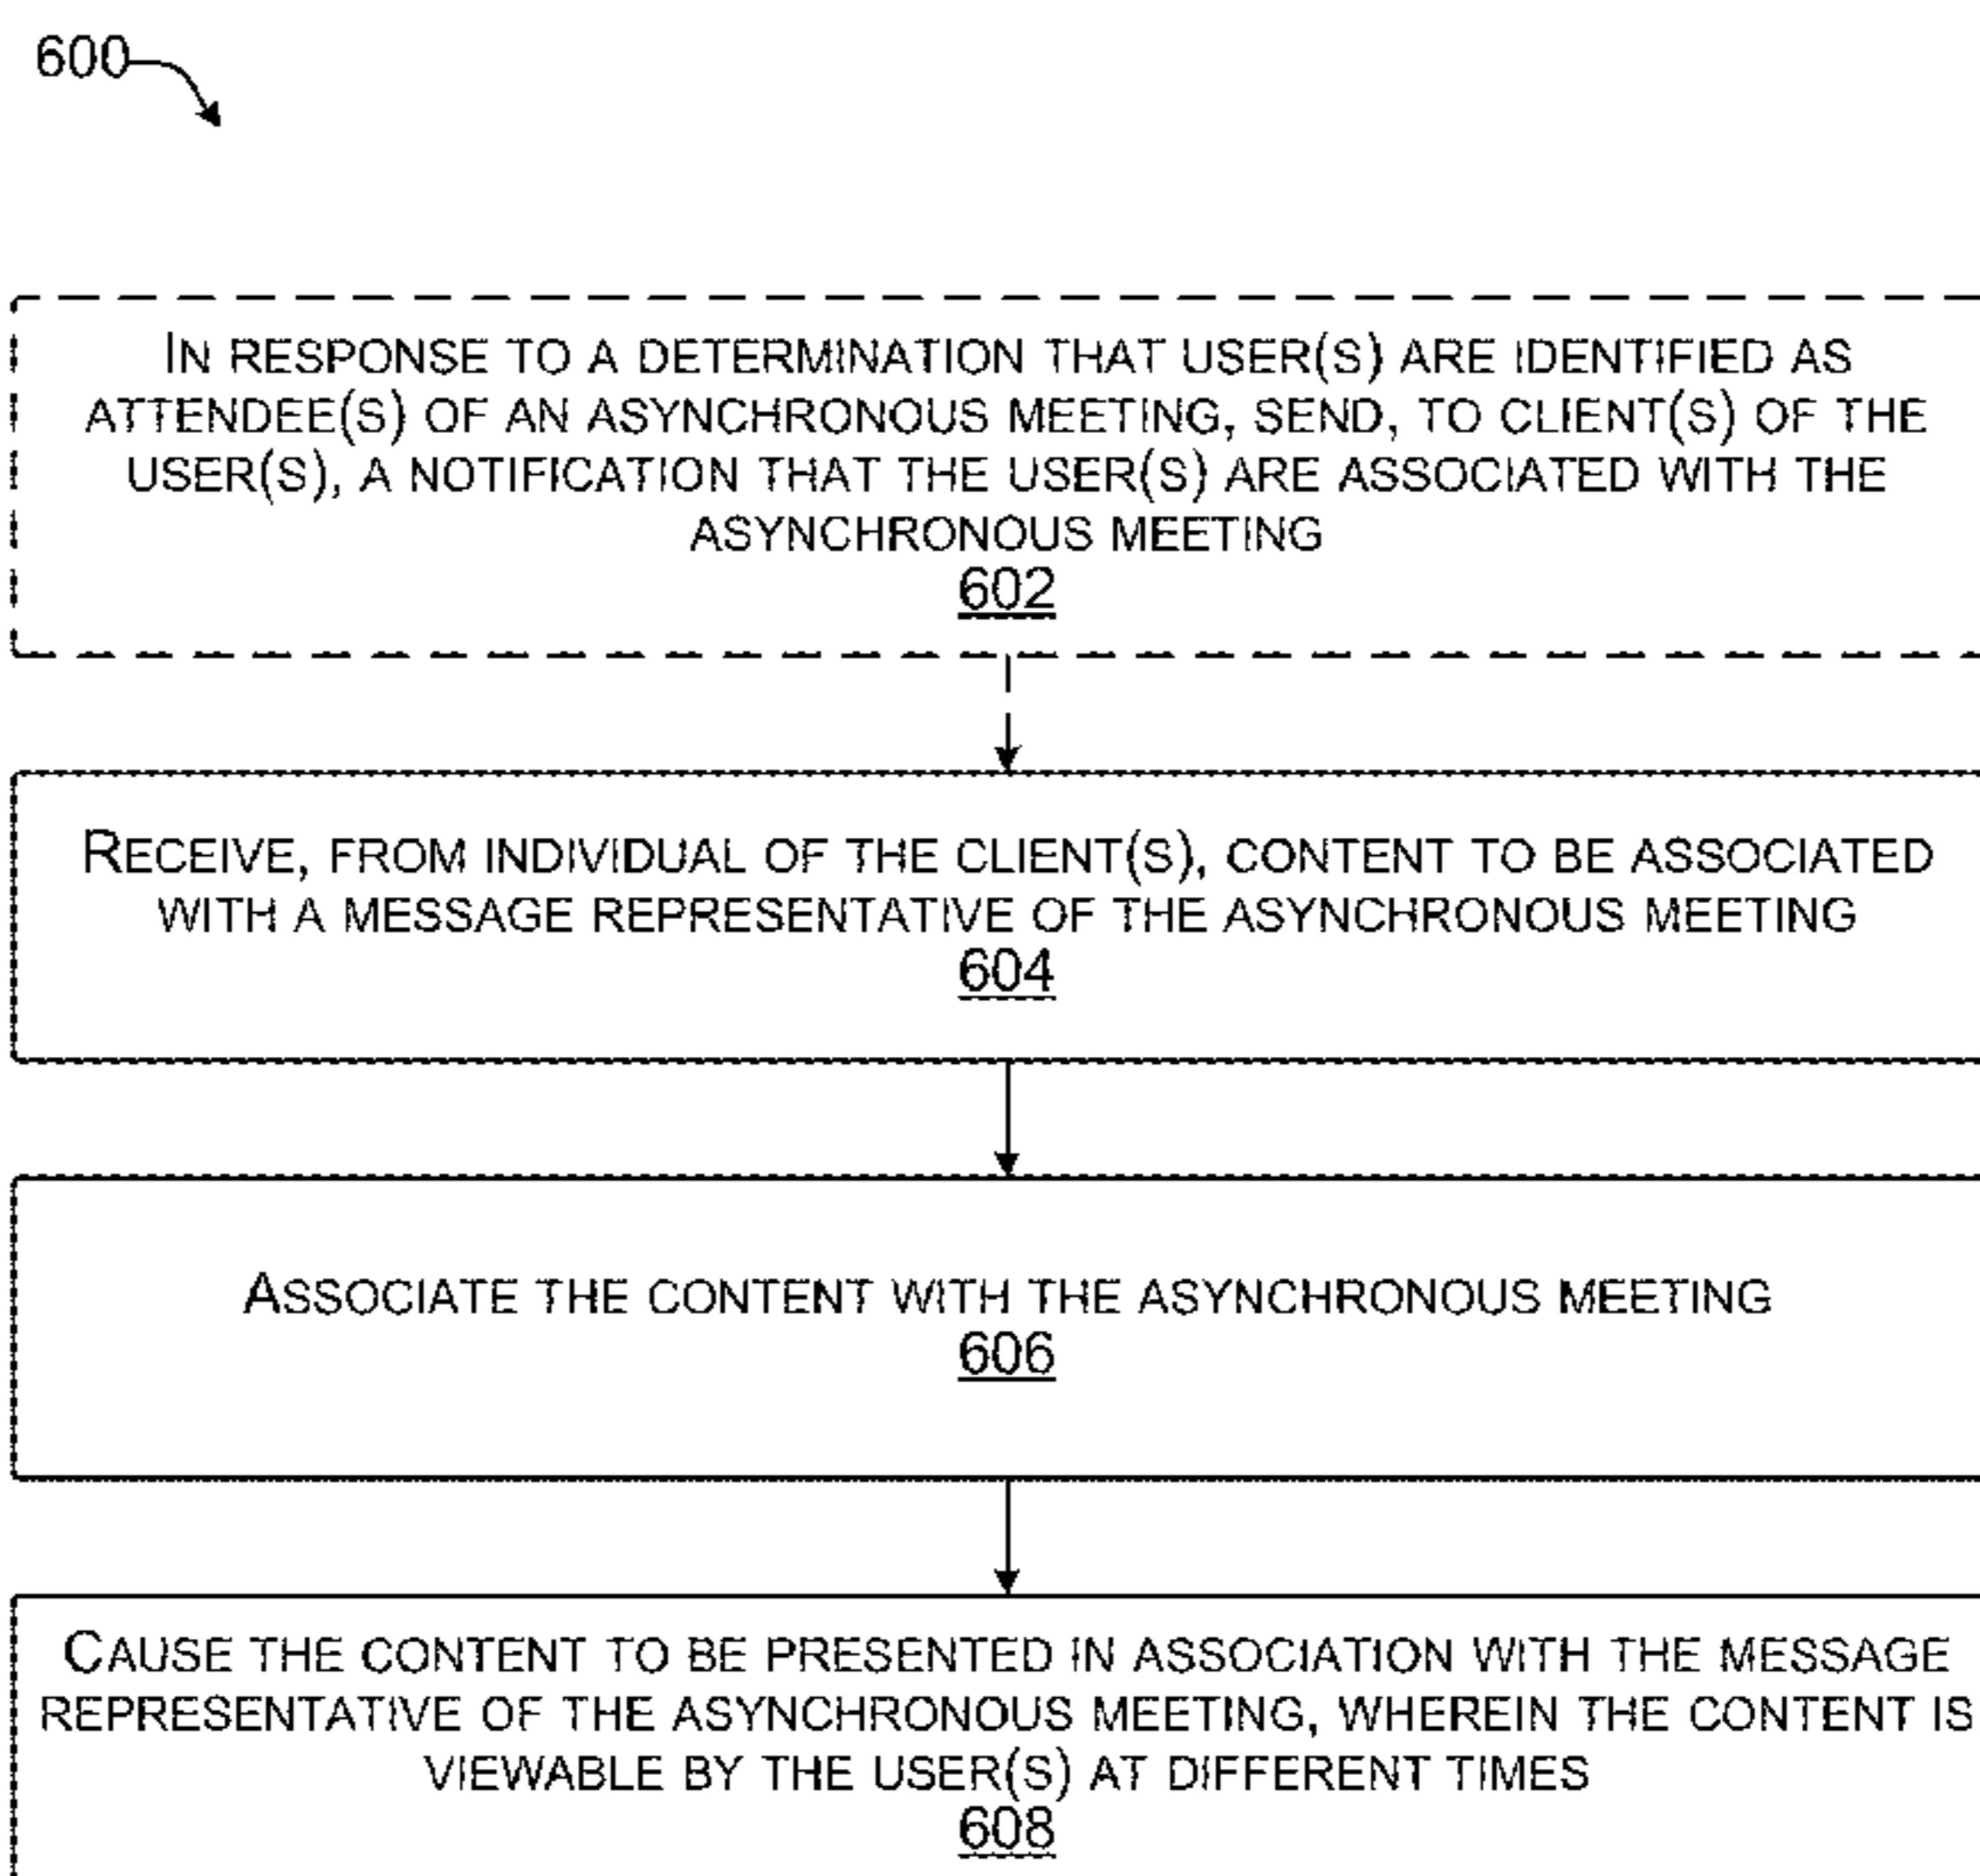 600
IN RESPONSE TO A DETERMINATION THAT USER(S) ARE IDENTIFIED AS
ATTENDEE(S) OF AN ASYNCHRONOUS MEETING, SEND, TO CLIENT(S) OF THE
USER(S), A NOTIFICATION THAT THE USER(S) ARE ASSOCIATED WITH THE
ASYNCHRONOUS MEETING
602
RECEIVE, FROM INDIVIDUAL OF THE CLIENT(S), CONTENT TO BE ASSOCIATED
WITH A MESSAGE REPRESENTATIVE OF THE ASYNCHRONOUS MEETING
604
ASSOCIATE THE CONTENT WITH THE ASYNCHRONOUS MEETING
606
CAUSE THE CONTENT TO BE PRESENTED IN ASSOCIATION WITH THE MESSAGE
REPRESENTATIVE OF THE ASYNCHRONOUS MEETING, WHEREIN THE CONTENT IS
VIEWABLE BY THE USER(S) AT DIFFERENT TIMES
608